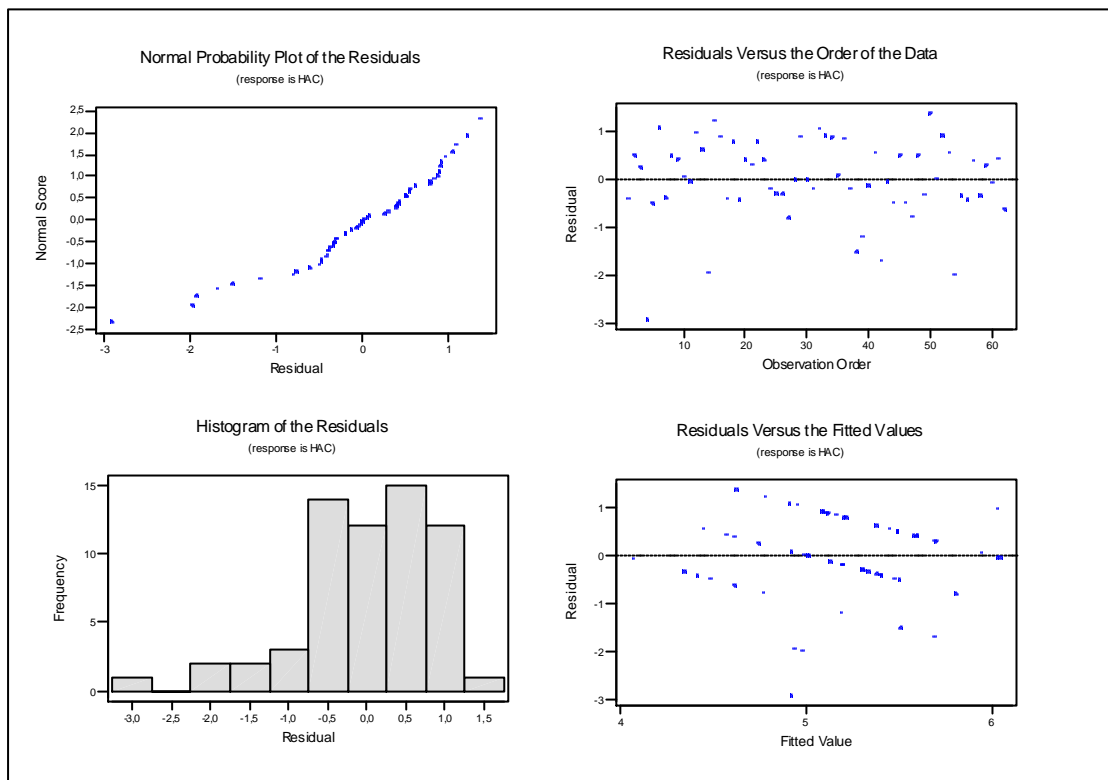 Normal Probability Plot of the Residuals
(response is HAC)
2,5
2,0
1,5
1,0
0,5
0,0
-0,5
-1,0
-1,5
-2,0
-2,5
Normal Score
-3 -2 -1 0 1
Residual
Residuals Versus the Order of the Data
(response is HAC)
1
0
-1
-2
-3
Residual
10 20 30 40 50 60
Observation Order
Histogram of the Residuals
(response is HAC)
15
10
5
0
Frequency
-3,0 -2,5 -2,0 -1,5 -1,0 -0,5 0,0 0,5 1,0 1,5
Residual
Residuals Versus the Fitted Values
(response is HAC)
1
0
-1
-2
-3
Residual
4 5 6
Fitted Value